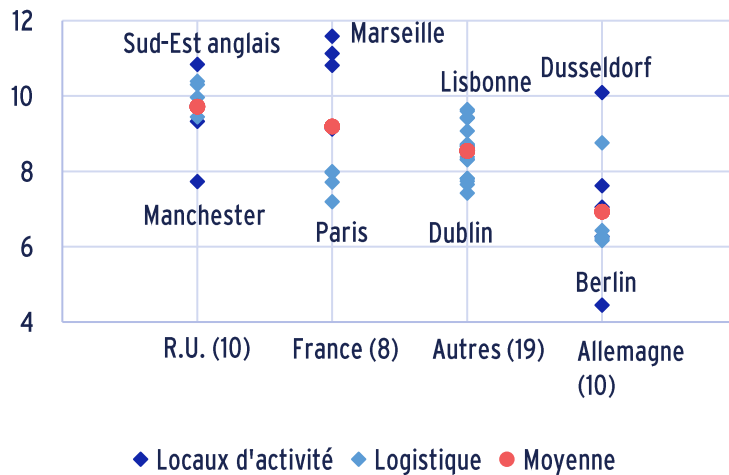 12
10
8
6
4
Sud-Est anglais
Marseille
Lisbonne
Dusseldorf
Manchester
Paris
Dublin
Berlin
R.U. (10)
France (8)
Autres (19)
Allemagne
(10)
Locaux d'activité
Logistique
Moyenne